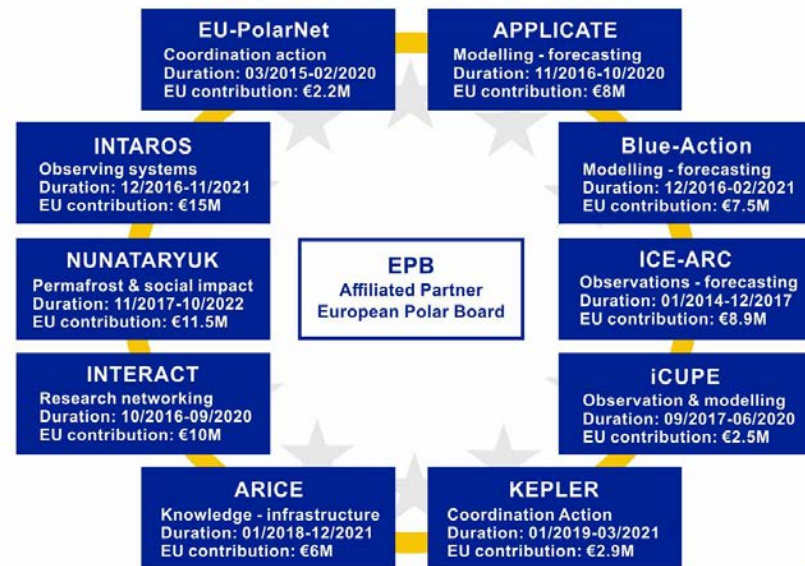 EU-PolarNet
Coordination action
Duration: 03/2015-02/2020
EU contribution: €2.2M
APPLICATE
Modelling - forecasting
Duration: 11/2016-10/2020
EU contribution: €8M
INTAROS
Observing systems
Duration: 12/2016-11/2021
EU contribution: €15M
Blue-Action
Modelling - forecasting
Duration: 12/2016-02/2021
EU contribution: €7.5M
NUNATARYUK
Permafrost & social impact
Duration: 11/2017-10/2022
EU contribution: €11.5M
EPB
Affiliated Partner
European Polar Board
ICE-ARC
Observations - forecasting
Duration: 01/2014-12/2017
EU contribution: €8.9M
INTERACT
Research networking
Duration: 10/2016-09/2020
EU contribution: €10M
iCUPE
Observation & modelling
Duration: 09/2017-06/2020
EU contribution: €2.5M
ARICE
Knowledge - infrastructure
Duration: 01/2018-12/2021
EU contribution: €6M
KEPLER
Coordination Action
Duration: 01/2019-03/2021
EU contribution: €2.9M